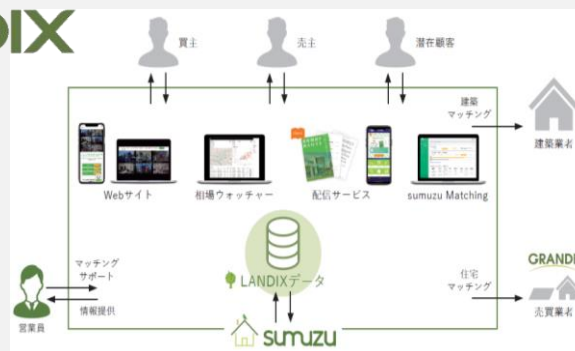 DIX
買主
売主
潜在顧客
建築
マッチング
建築業者
Webサイト
相場ウォッチャー
配信サービス
sumuzu Matching
LANDIXデータ
マッチング
サポート
情報提供
営業員
住宅
マッチング
GRANDI
売買業者
sumuzu